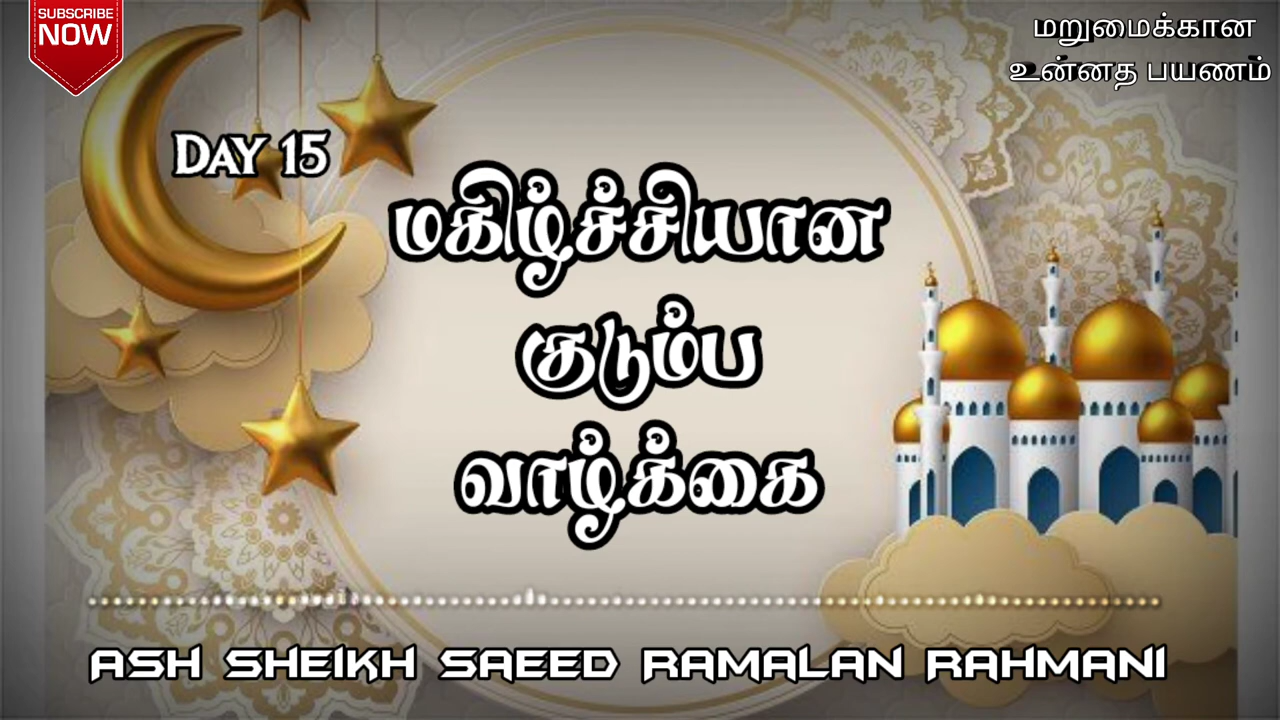 SUBSCRIBE
NOW
மறுமைக்கான
உன்னத பயணம்
DAY 15
மகிழ்ச்சியான
குடும்ப
வாழ்க்கை
ASH SHEIKH SAEED RAMALAN RAHMANI